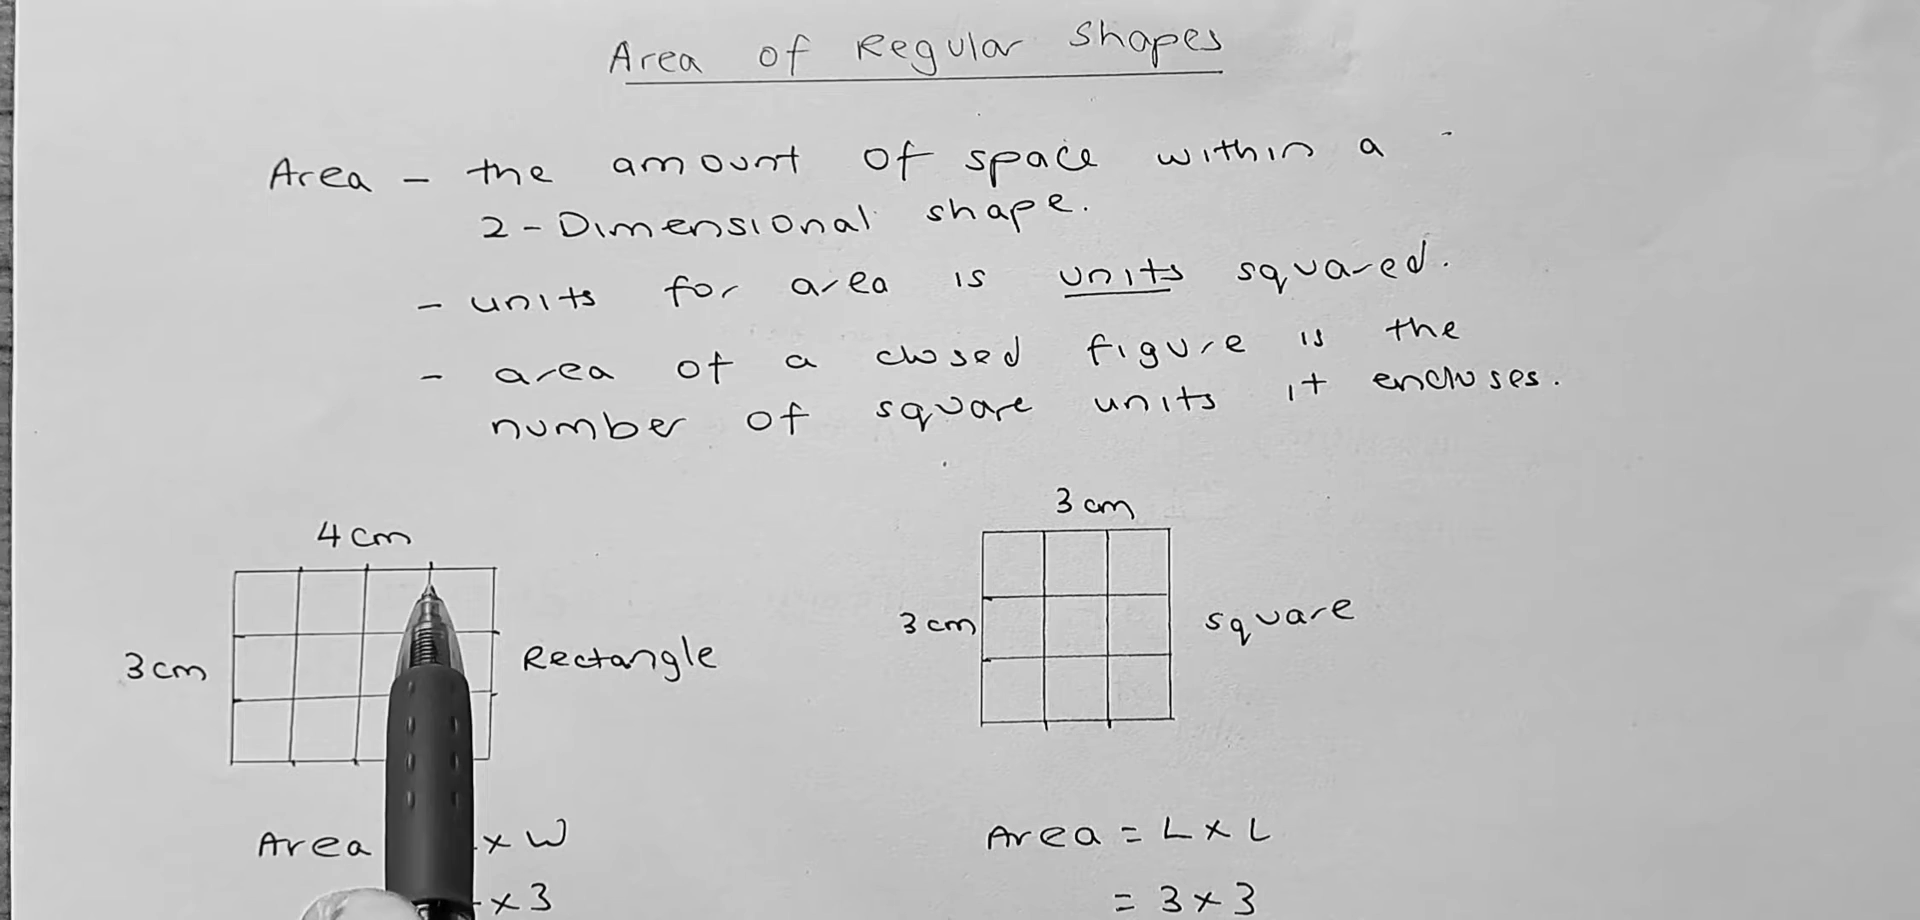 Area of Regular Shapes
Area - the amount of space within a
2-Dimensional shape.
- units for area is units squared.
- area of a closed figure is the
number of square units it encloses.
4 cm
3 cm
Rectangle
Area
x W
x 3
3 cm
3 cm
square
Area = L x L
= 3 x 3